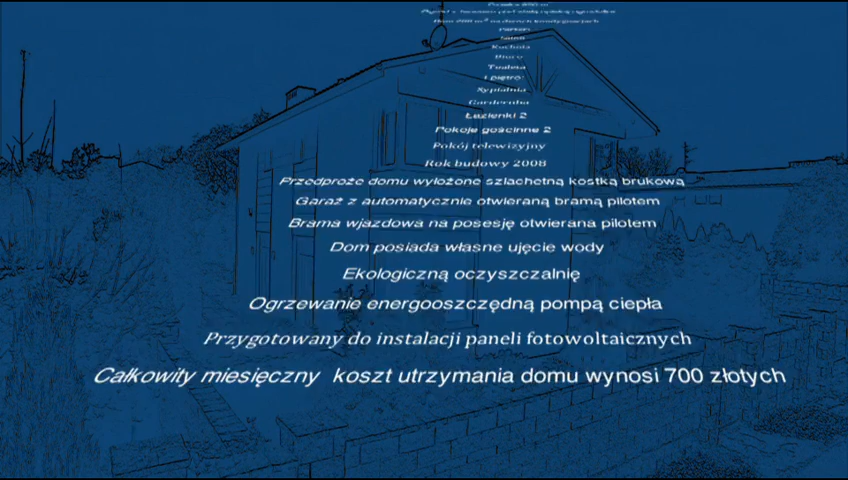 Parter
Salon
Kuchnia
Biuro
Toaleta
I piętro:
Sypialnia
Garderoba
Łazienki 2
Pokoje gościnne 2
Pokój telewizyjny
Rok budowy 2008
Przedproże domu wyłożone szlachetną kostką brukową
Garaż z automatycznie otwieraną bramą pilotem
Brama wjazdowa na posesję otwierana pilotem
Dom posiada własne ujęcie wody
Ekologiczną oczyszczalnię
Ogrzewanie energooszczędną pompą ciepła
Przygotowany do instalacji paneli fotowoltaicznych
Całkowity miesięczny koszt utrzymania domu wynosi 700 złotych